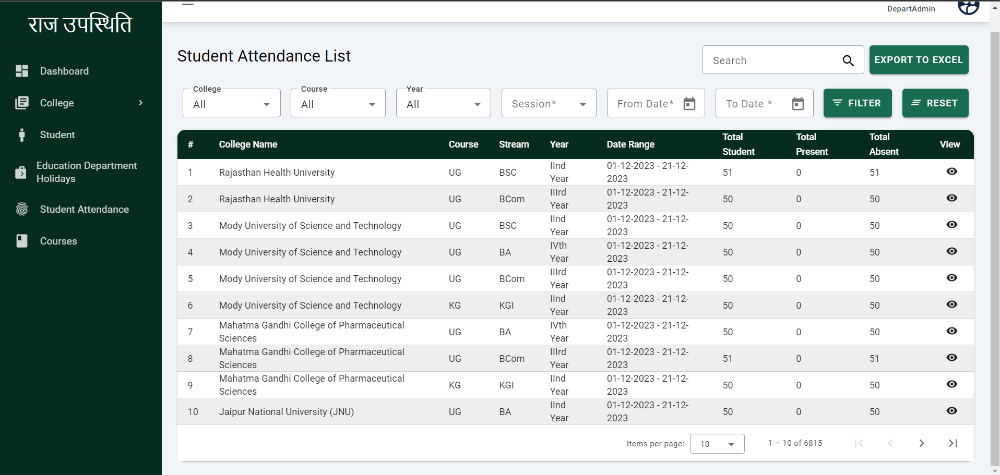 राज उपस्थिति
DepartAdmin
Dashboard
College
Student
Education Department
Holidays
Student Attendance
Courses
Student Attendance List
Search
EXPORT TO EXCEL
College
All
Course
All
Year
All
Session*
From Date*
To Date *
FILTER
RESET
# College Name Course Stream Year Date Range Total Student Total Present Total Absent View
1 Rajasthan Health University UG BSC IInd Year 01-12-2023 - 21-12-2023 51 0 51
2 Rajasthan Health University UG BCom IIIrd Year 01-12-2023 - 21-12-2023 50 0 50
3 Mody University of Science and Technology UG BSC IInd Year 01-12-2023 - 21-12-2023 50 0 50
4 Mody University of Science and Technology UG BA IVth Year 01-12-2023 - 21-12-2023 50 0 50
5 Mody University of Science and Technology UG BCom IIIrd Year 01-12-2023 - 21-12-2023 50 0 50
6 Mody University of Science and Technology KG KGI IInd Year 01-12-2023 - 21-12-2023 50 0 50
7 Mahatma Gandhi College of Pharmaceutical Sciences UG BA IVth Year 01-12-2023 - 21-12-2023 50 0 50
8 Mahatma Gandhi College of Pharmaceutical Sciences UG BCom IIIrd Year 01-12-2023 - 21-12-2023 51 0 51
9 Mahatma Gandhi College of Pharmaceutical Sciences KG KGI IInd Year 01-12-2023 - 21-12-2023 50 0 50
10 Jaipur National University (JNU) UG BA IInd Year 01-12-2023 - 21-12-2023 50 0 50
Items per page: 10 1 – 10 of 6815